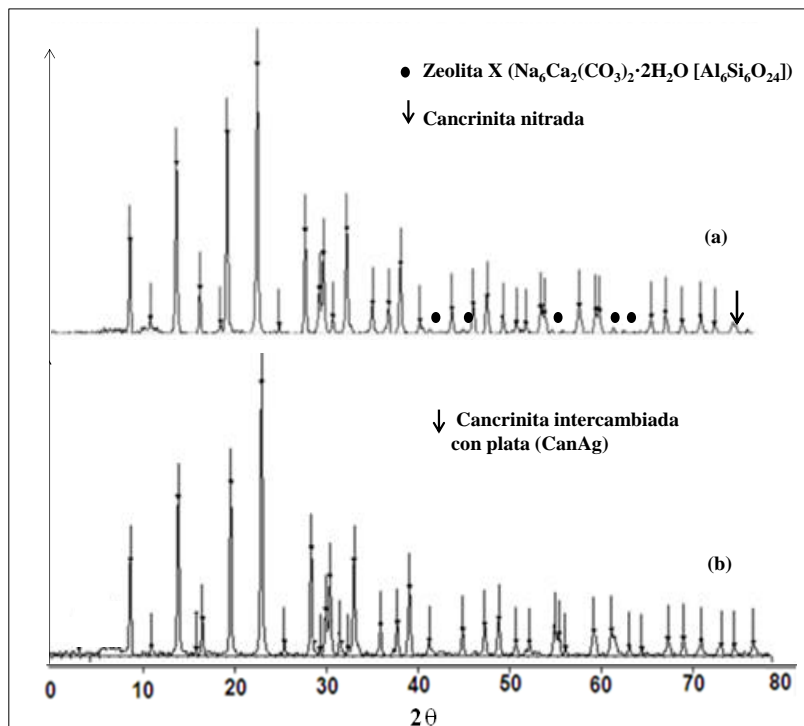 ● Zeolita X (Na₆Ca₂(CO₃)₂·2H₂O [Al₆Si₆O₂₄])
↓ Cancrinita nitrada
(a)
↓ Cancrinita intercambiada
con plata (CanAg)
(b)
0 10 20 30 40 50 60 70 80
2θ